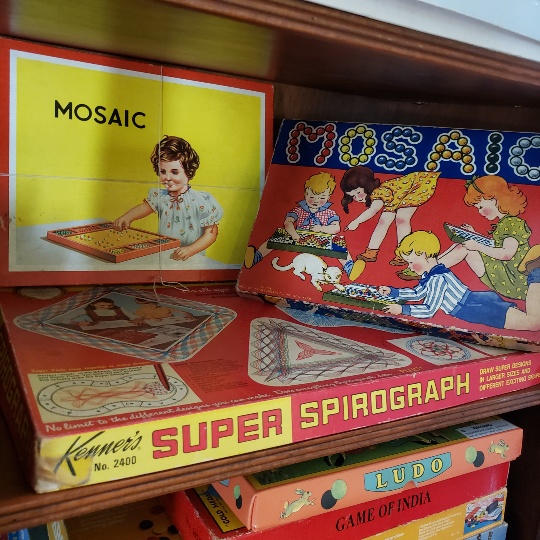 MOSAIC
MOSAIC
No limit to the different designs you can make.
DRAW SUPER DESIGNS
IN LARGER SIZES AND
DIFFERENT EXCITING
Kenner's
No. 2400
SUPER SPIROGRAPH
LUDO
GAME OF INDIA